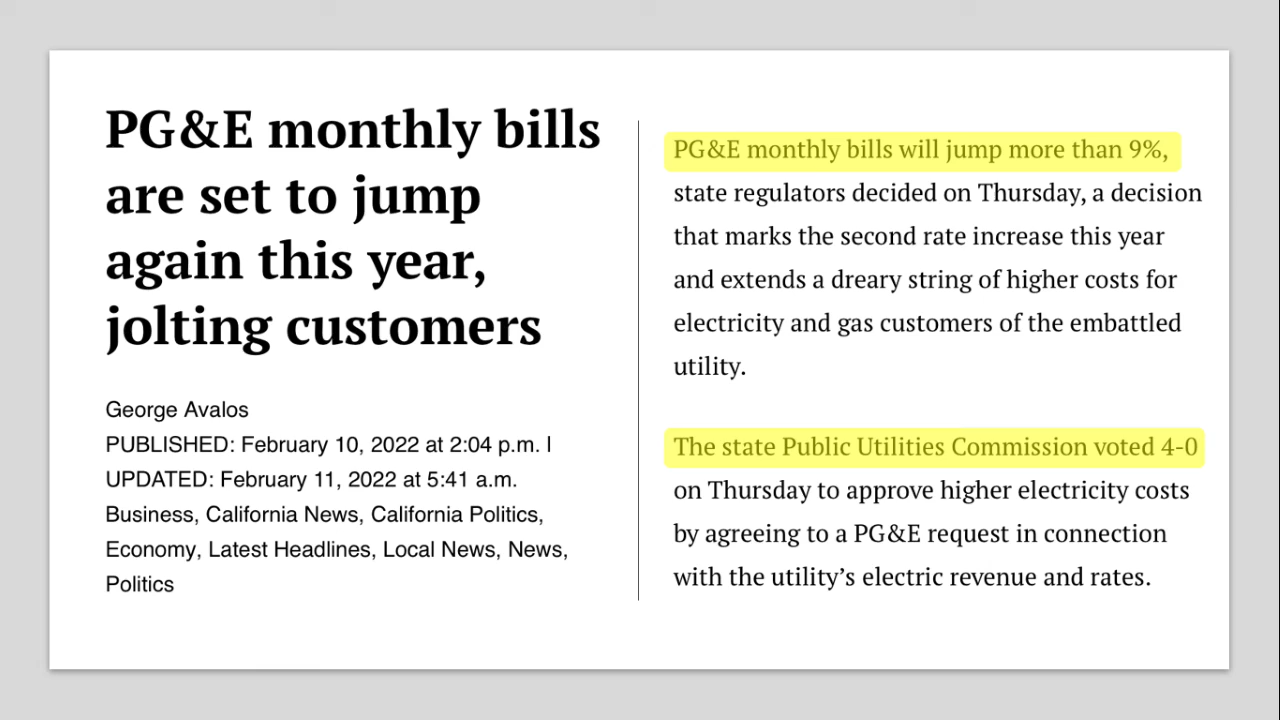 PG&E monthly bills
are set to jump
again this year,
jolting customers
George Avalos
PUBLISHED: February 10, 2022 at 2:04 p.m. I
UPDATED: February 11, 2022 at 5:41 a.m.
Business, California News, California Politics,
Economy, Latest Headlines, Local News, News,
Politics
PG&E monthly bills will jump more than 9%,
state regulators decided on Thursday, a decision
that marks the second rate increase this year
and extends a dreary string of higher costs for
electricity and gas customers of the embattled
utility.
The state Public Utilities Commission voted 4-0
on Thursday to approve higher electricity costs
by agreeing to a PG&E request in connection
with the utility’s electric revenue and rates.